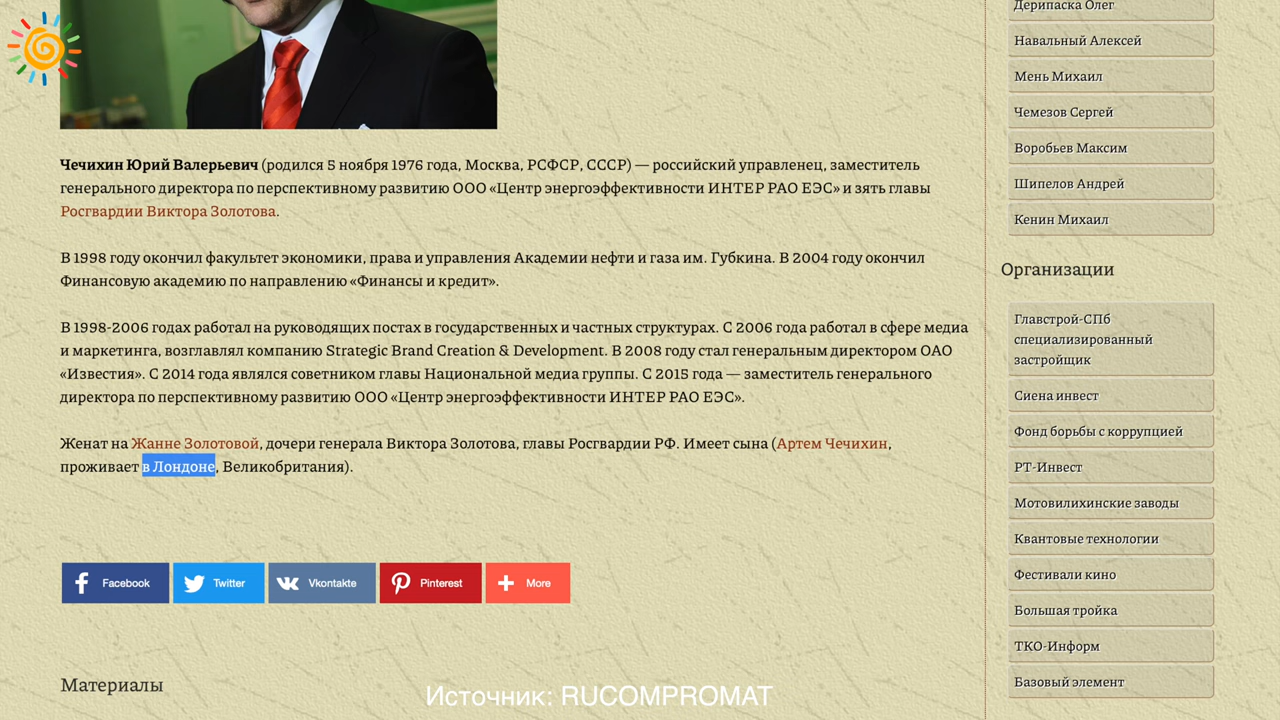 Чечихин Юрий Валерьевич (родился 5 ноября 1976 года, Москва, РСФСР, СССР) — российский управленец, заместитель
генерального директора по перспективному развитию ООО «Центр энергоэффективности ИНТЕР РАО ЕЭС» и зять главы
Росгвардии Виктора Золотова.
В 1998 году окончил факультет экономики, права и управления Академии нефти и газа им. Губкина. В 2004 году окончил
Финансовую академию по направлению «Финансы и кредит».
В 1998-2006 годах работал на руководящих постах в государственных и частных структурах. С 2006 года работал в сфере медиа
и маркетинга, возглавлял компанию Strategic Brand Creation & Development. В 2008 году стал генеральным директором ОАО
«Известия». С 2014 года являлся советником главы Национальной медиа группы. С 2015 года — заместитель генерального
директора по перспективному развитию ООО «Центр энергоэффективности ИНТЕР РАО ЕЭС».
Женат на Жанне Золотовой, дочери генерала Виктора Золотова, главы Росгвардии РФ. Имеет сына (Артем Чечихин,
проживает в Лондоне, Великобритания).
Facebook
Twitter
Vkontakte
Pinterest
More
Материалы
Источник: RUCOMPROMAT
Дерипаска Олег
Навальный Алексей
Мень Михаил
Чемезов Сергей
Воробьев Максим
Шипелов Андрей
Кенин Михаил
Организации
Главстрой-СПб
специализированный
застройщик
Сиена инвест
Фонд борьбы с коррупцией
РТ-Инвест
Мотовилихинские заводы
Квантовые технологии
Фестивали кино
Большая тройка
ТКО-Информ
Базовый элемент